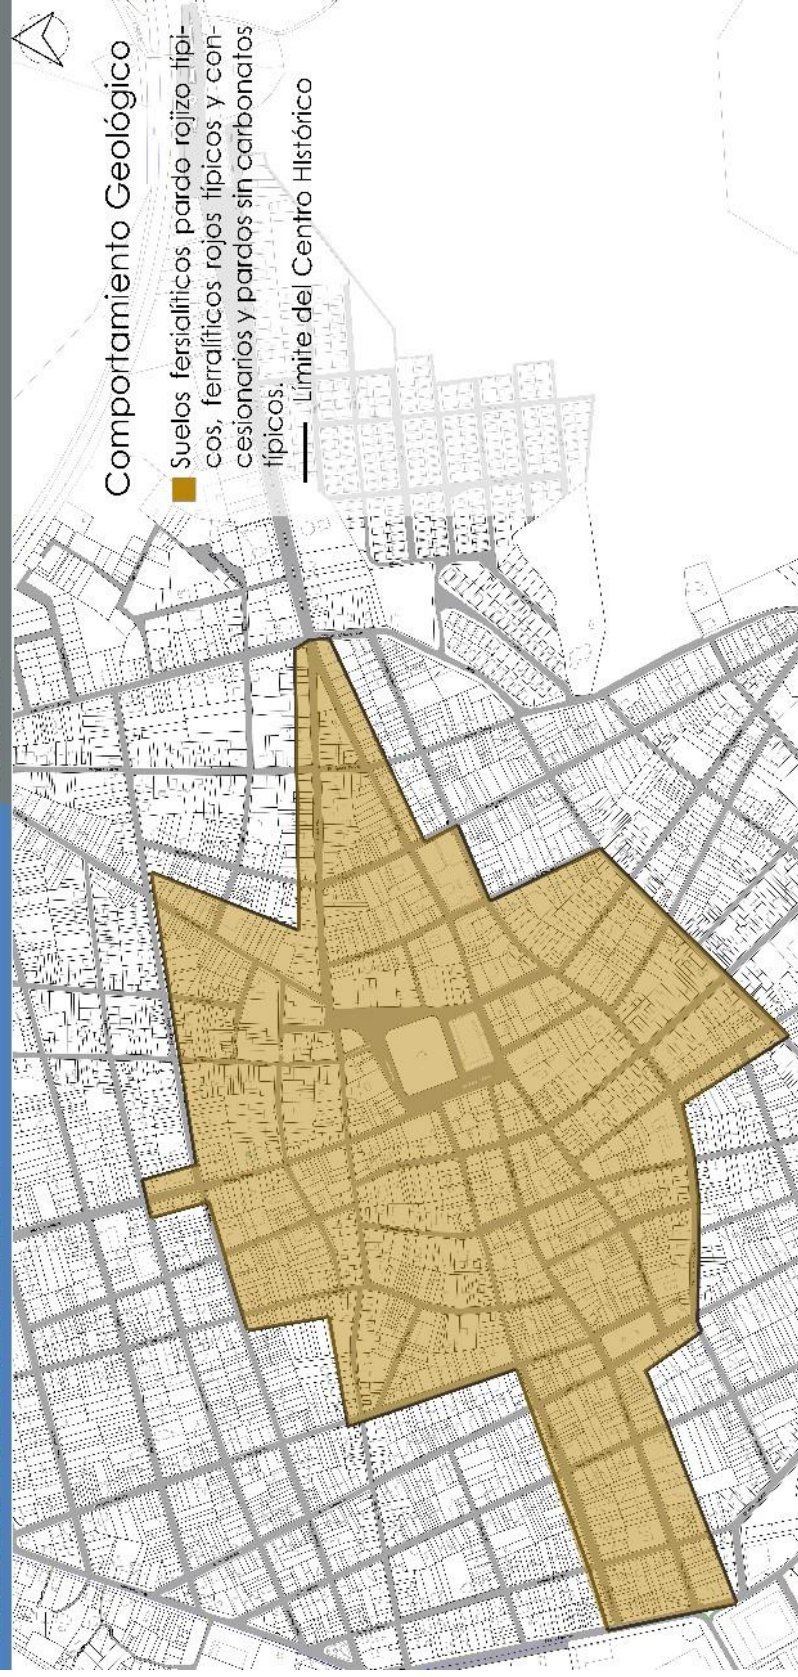 Comportamiento Geológico
Suelos fersialíticos pardo rojizo típi-
cos, ferralíticos rojos típicos y con-
cesionarios y pardos sin carbonatos
típicos.
Límite del Centro HIstórico